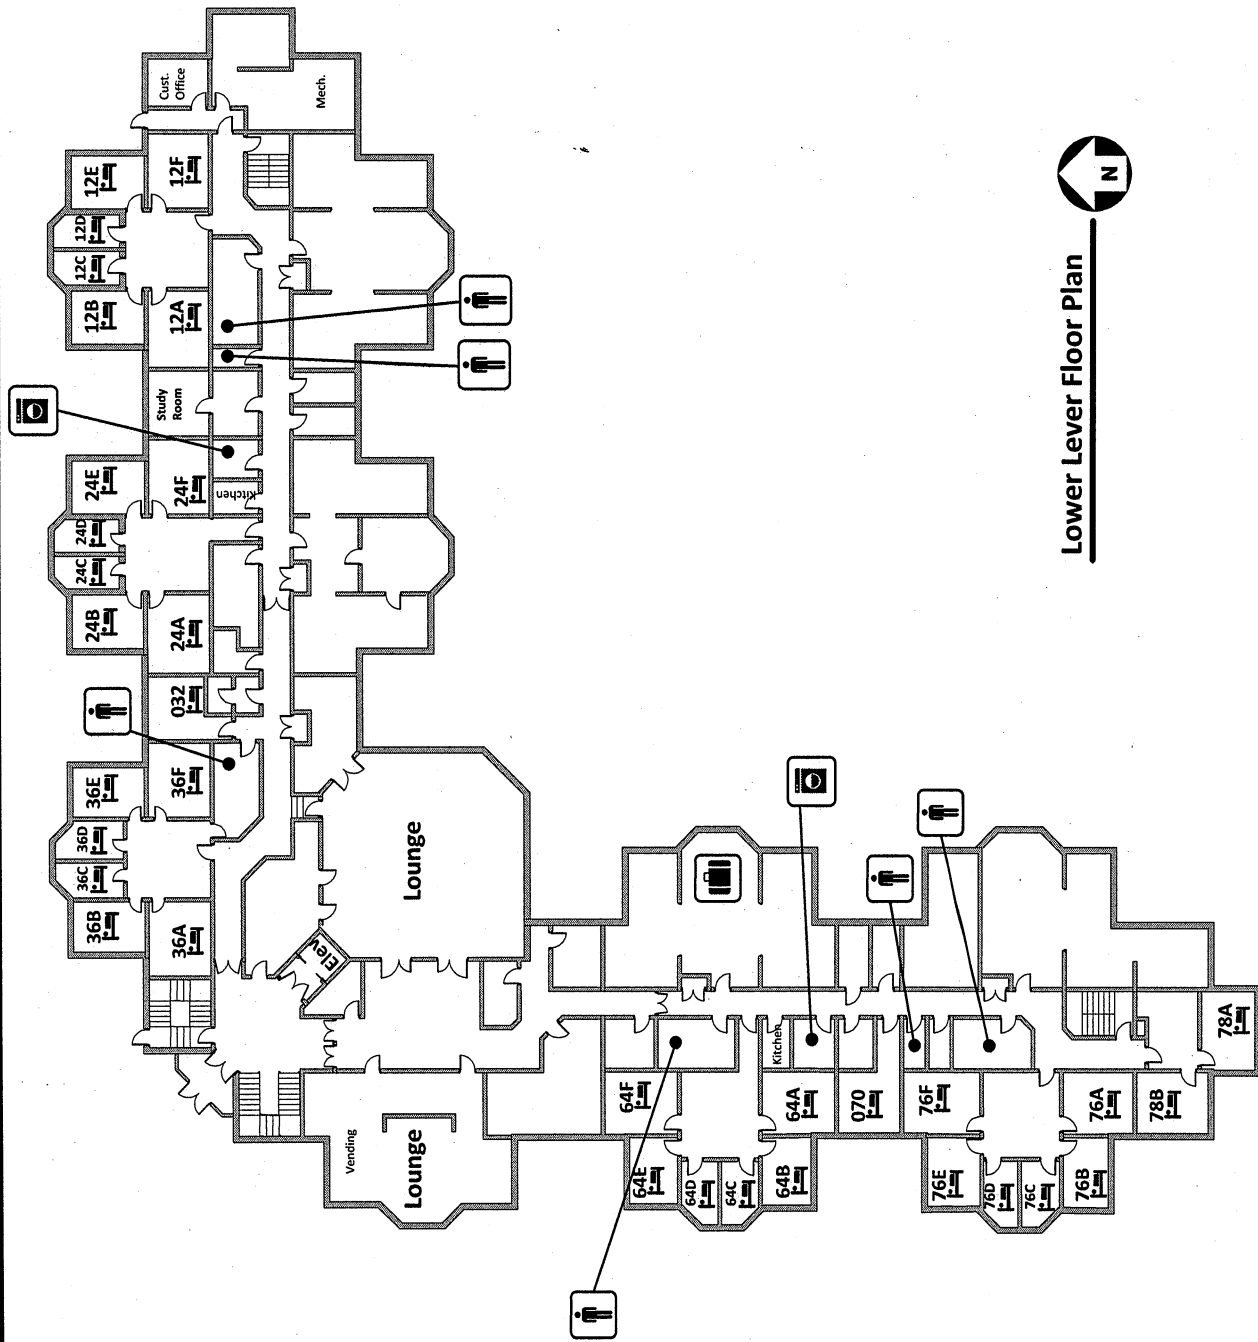 Cust.
Office
Mech.
12E
12F
12D
12C
12B
12A
Study
Room
24E
24F
Kitchen
24D
24C
24B
24A
032
36E
36F
36D
36C
36B
36A
Lounge
Elev
Vending
Lounge
64F
64E
64D
64C
64A
64B
Kitchen
070
76F
76E
76D
76C
76A
76B
78B
78A
N
Lower Lever Floor Plan